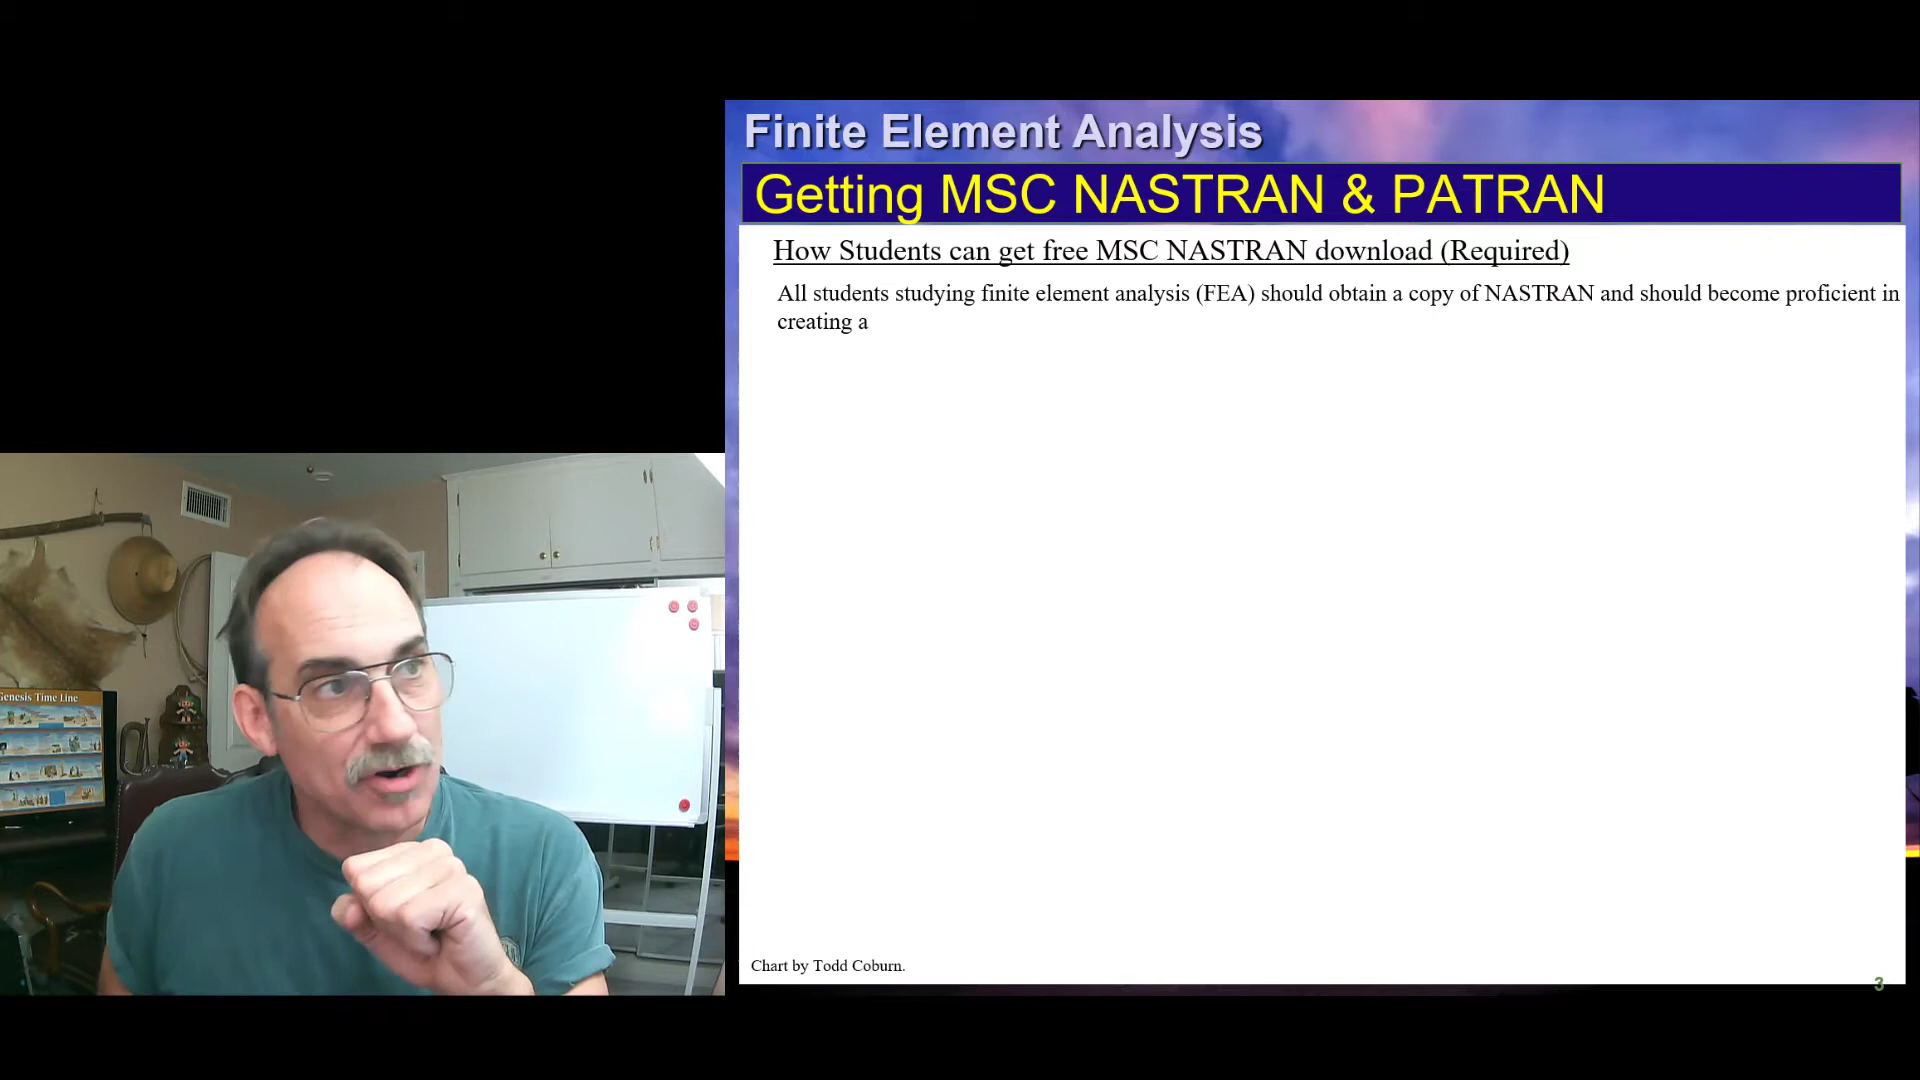 Finite Element Analysis
Getting MSC NASTRAN & PATRAN
How Students can get free MSC NASTRAN download (Required)
All students studying finite element analysis (FEA) should obtain a copy of NASTRAN and should become proficient in
creating a
Genesis Time Line
Chart by Todd Coburn.
3